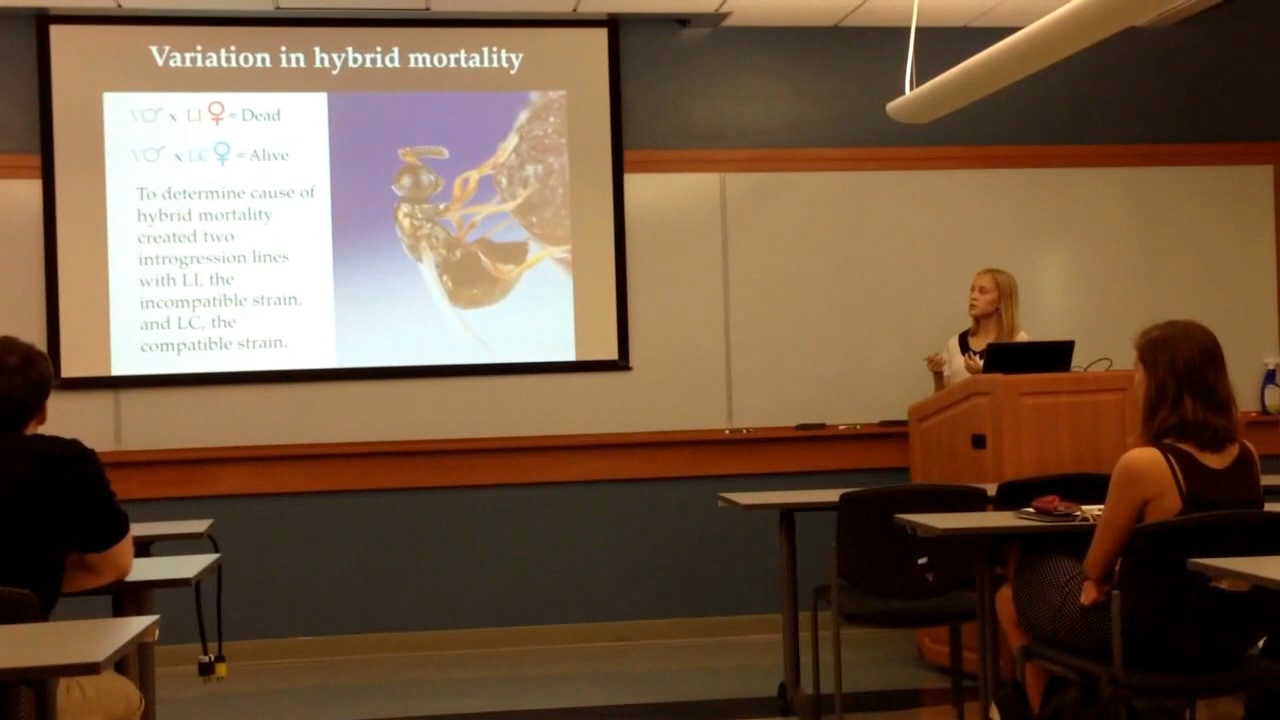 Variation in hybrid mortality
V♂ x LI ♀ = Dead
V♂ x LC ♀ = Alive
To determine cause of
hybrid mortality
created two
introgression lines
with LI, the
incompatible strain,
and LC, the
compatible strain.